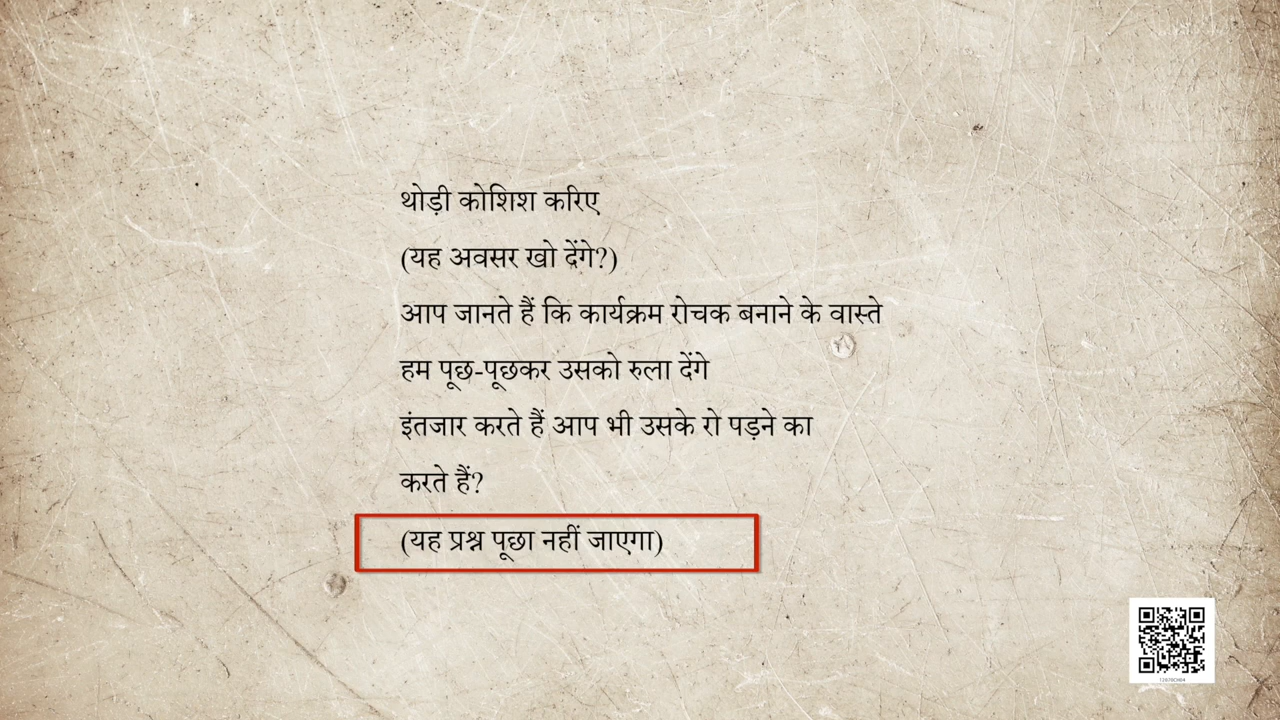 थोड़ी कोशिश करिए
(यह अवसर खो देंगे?)
आप जानते हैं कि कार्यक्रम रोचक बनाने के वास्ते
हम पूछ-पूछकर उसको रुला देंगे
इंतजार करते हैं आप भी उसके रो पड़ने का
करते हैं?
(यह प्रश्न पूछा नहीं जाएगा)